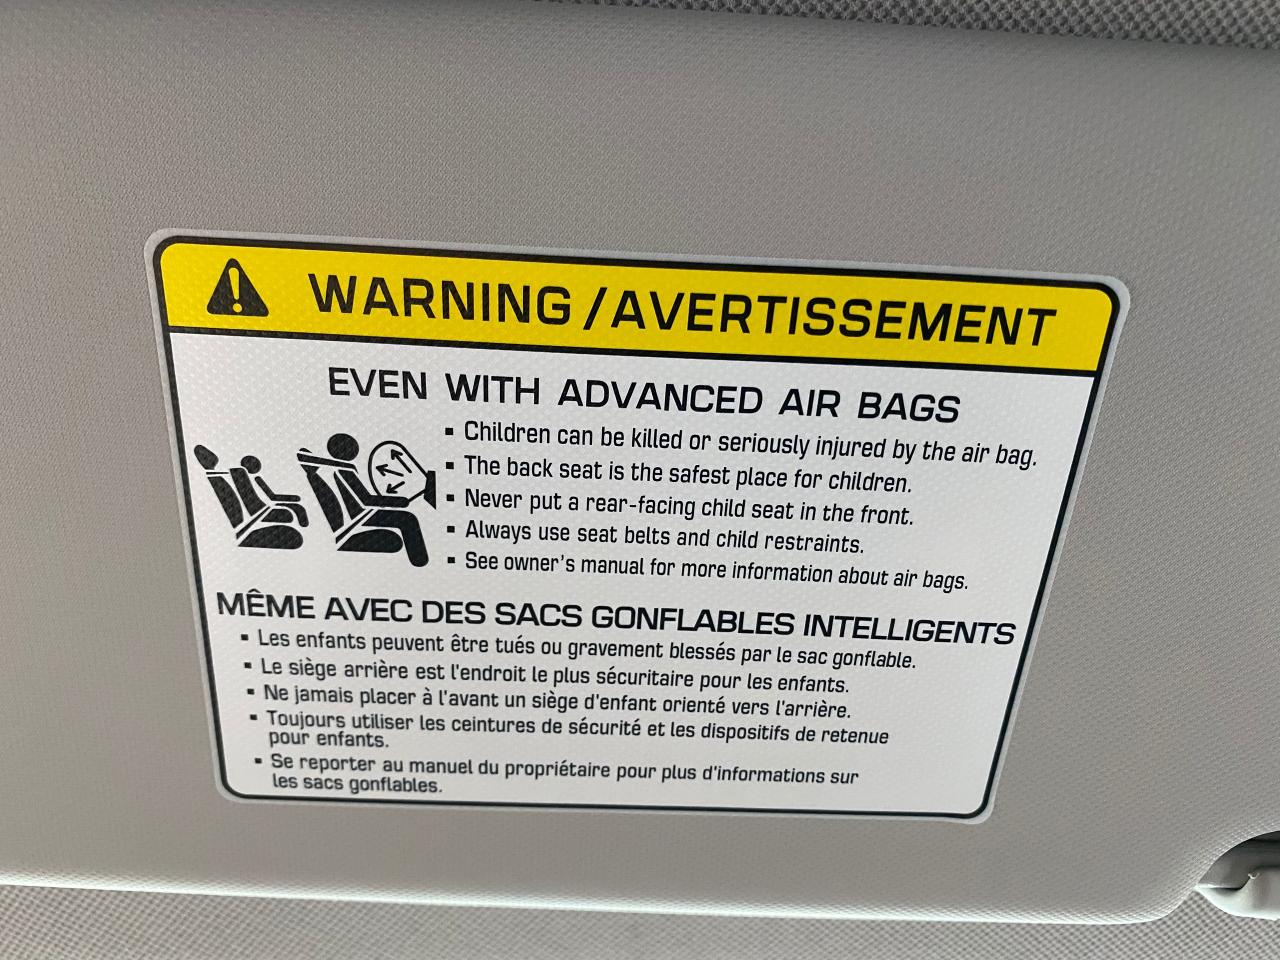 WARNING / AVERTISSEMENT
EVEN WITH ADVANCED AIR BAGS
▪ Children can be killed or seriously injured by the air bag.
▪ The back seat is the safest place for children.
▪ Never put a rear-facing child seat in the front.
▪ Always use seat belts and child restraints.
▪ See owner's manual for more information about air bags.
MÊME AVEC DES SACS GONFLABLES INTELLIGENTS
▪ Les enfants peuvent être tués ou gravement blessés par le sac gonflable.
▪ Le siège arrière est l'endroit le plus sécuritaire pour les enfants.
▪ Ne jamais placer à l'avant un siège d'enfant orienté vers l'arrière.
▪ Toujours utiliser les ceintures de sécurité et les dispositifs de retenue
pour enfants.
▪ Se reporter au manuel du propriétaire pour plus d'informations sur
les sacs gonflables.